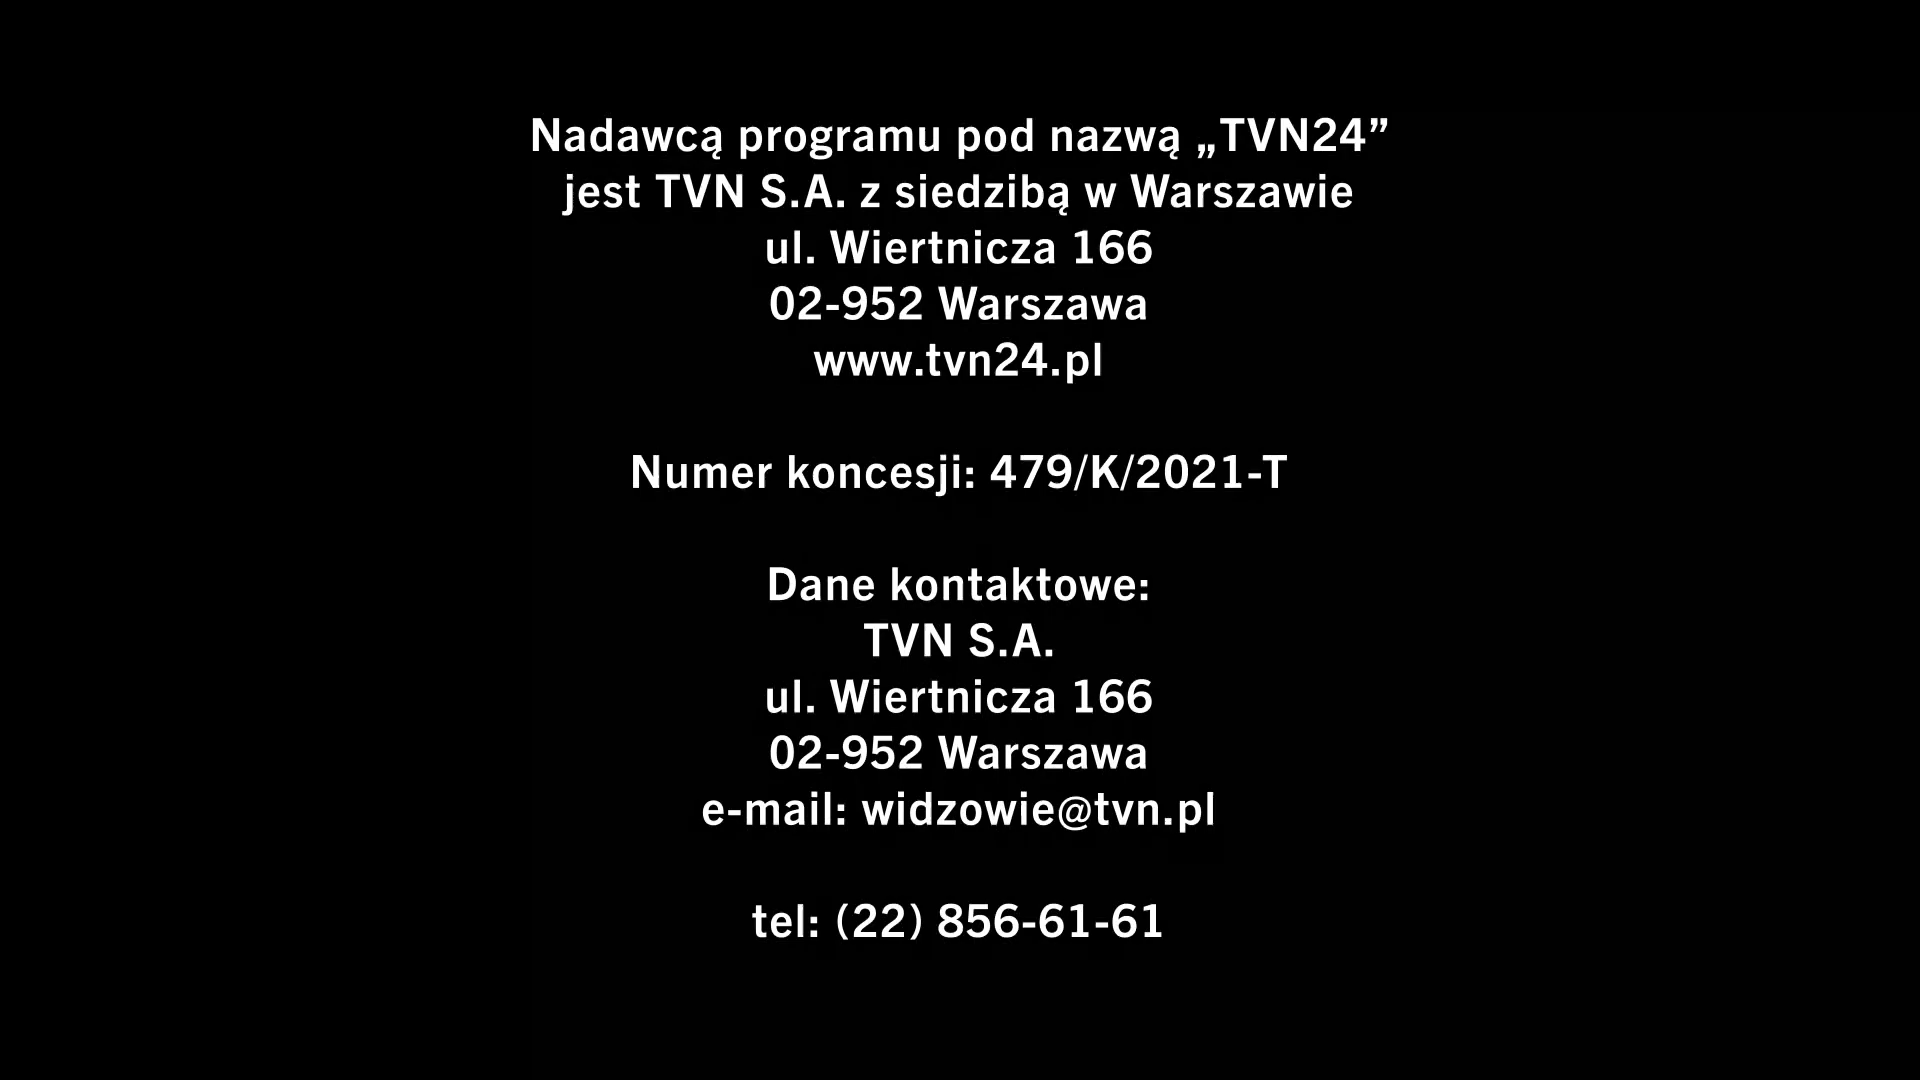 Nadawcą programu pod nazwą „TVN24”
jest TVN S.A. z siedzibą w Warszawie
ul. Wiertnicza 166
02-952 Warszawa
www.tvn24.pl
Numer koncesji: 479/K/2021-T
Dane kontaktowe:
TVN S.A.
ul. Wiertnicza 166
02-952 Warszawa
e-mail: widzowie@tvn.pl
tel: (22) 856-61-61